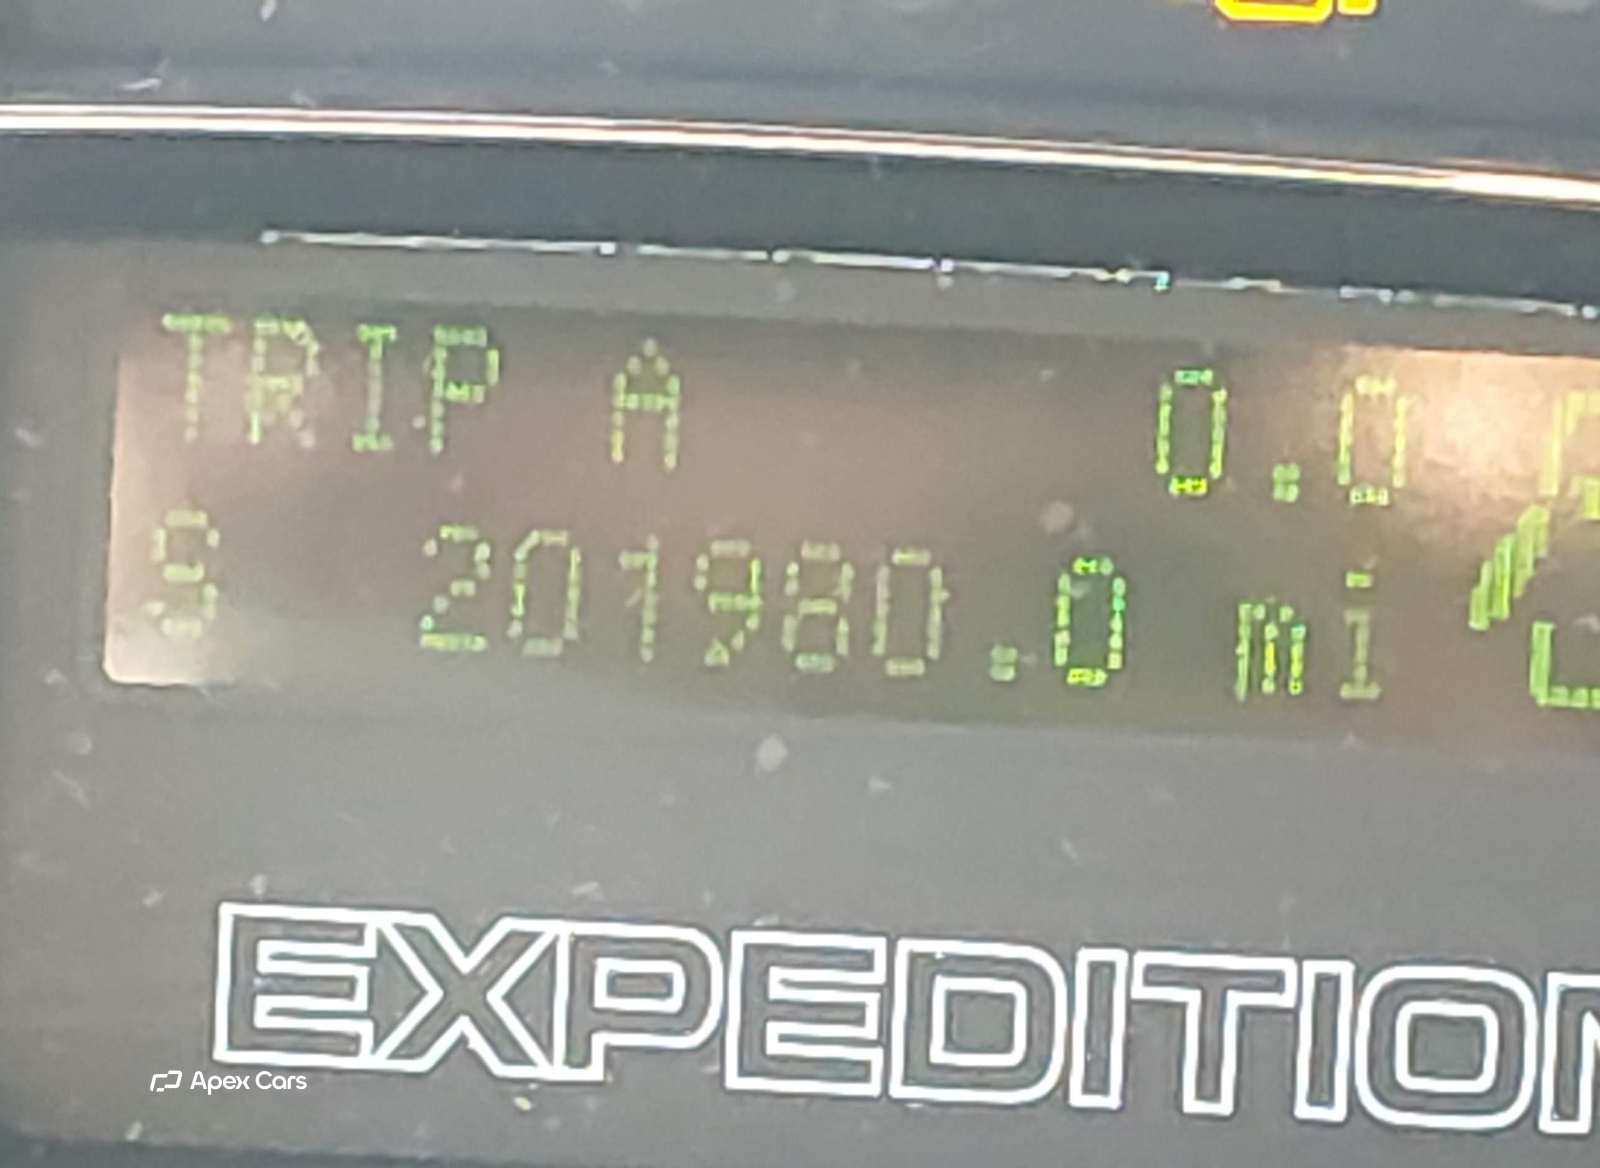 TRIP A 0.0
S 201980.0 mi
EXPEDITION
Apex Cars